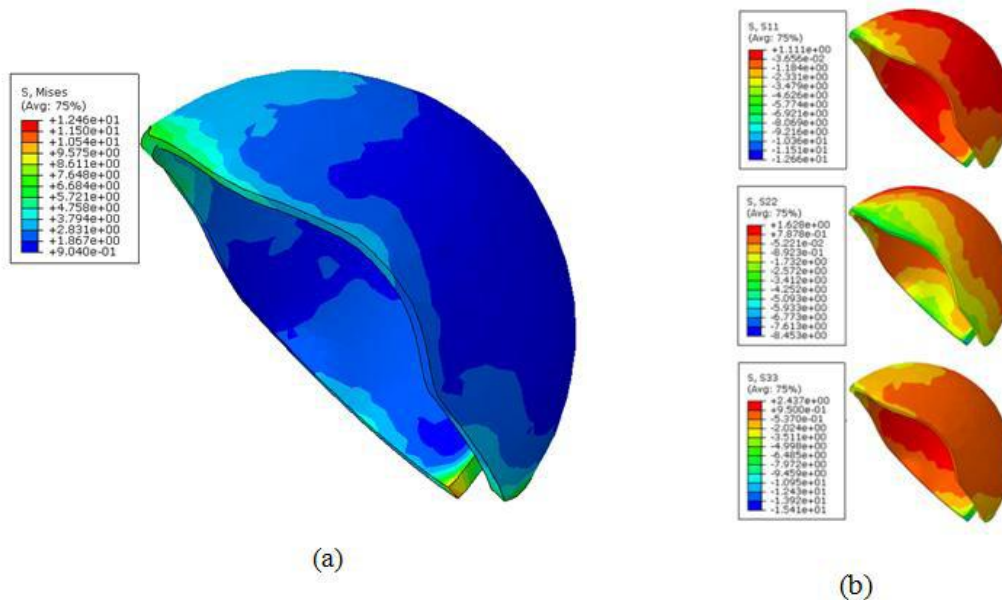 S, Mises
(Avg: 75%)
+1.246e+01
+1.150e+01
+1.054e+01
+9.575e+00
+8.611e+00
+7.648e+00
+6.684e+00
+5.721e+00
+4.758e+00
+3.794e+00
+2.831e+00
+1.867e+00
+9.040e-01
(a)
S, S11
(Avg: 75%)
+1.111e+00
-3.656e-02
-1.184e+00
-2.331e+00
-3.479e+00
-4.626e+00
-5.774e+00
-6.921e+00
-8.069e+00
-9.216e+00
-1.036e+01
-1.151e+01
-1.266e+01
S, S22
(Avg: 75%)
+1.628e+00
+7.878e-01
-5.221e-02
-8.923e-01
-1.732e+00
-2.572e+00
-3.412e+00
-4.252e+00
-5.093e+00
-5.933e+00
-6.773e+00
-7.613e+00
-8.453e+00
S, S33
(Avg: 75%)
+2.437e+00
+9.500e-01
-5.370e-01
-2.024e+00
-3.511e+00
-4.998e+00
-6.485e+00
-7.972e+00
-9.459e+00
-1.095e+01
-1.243e+01
-1.392e+01
-1.541e+01
(b)